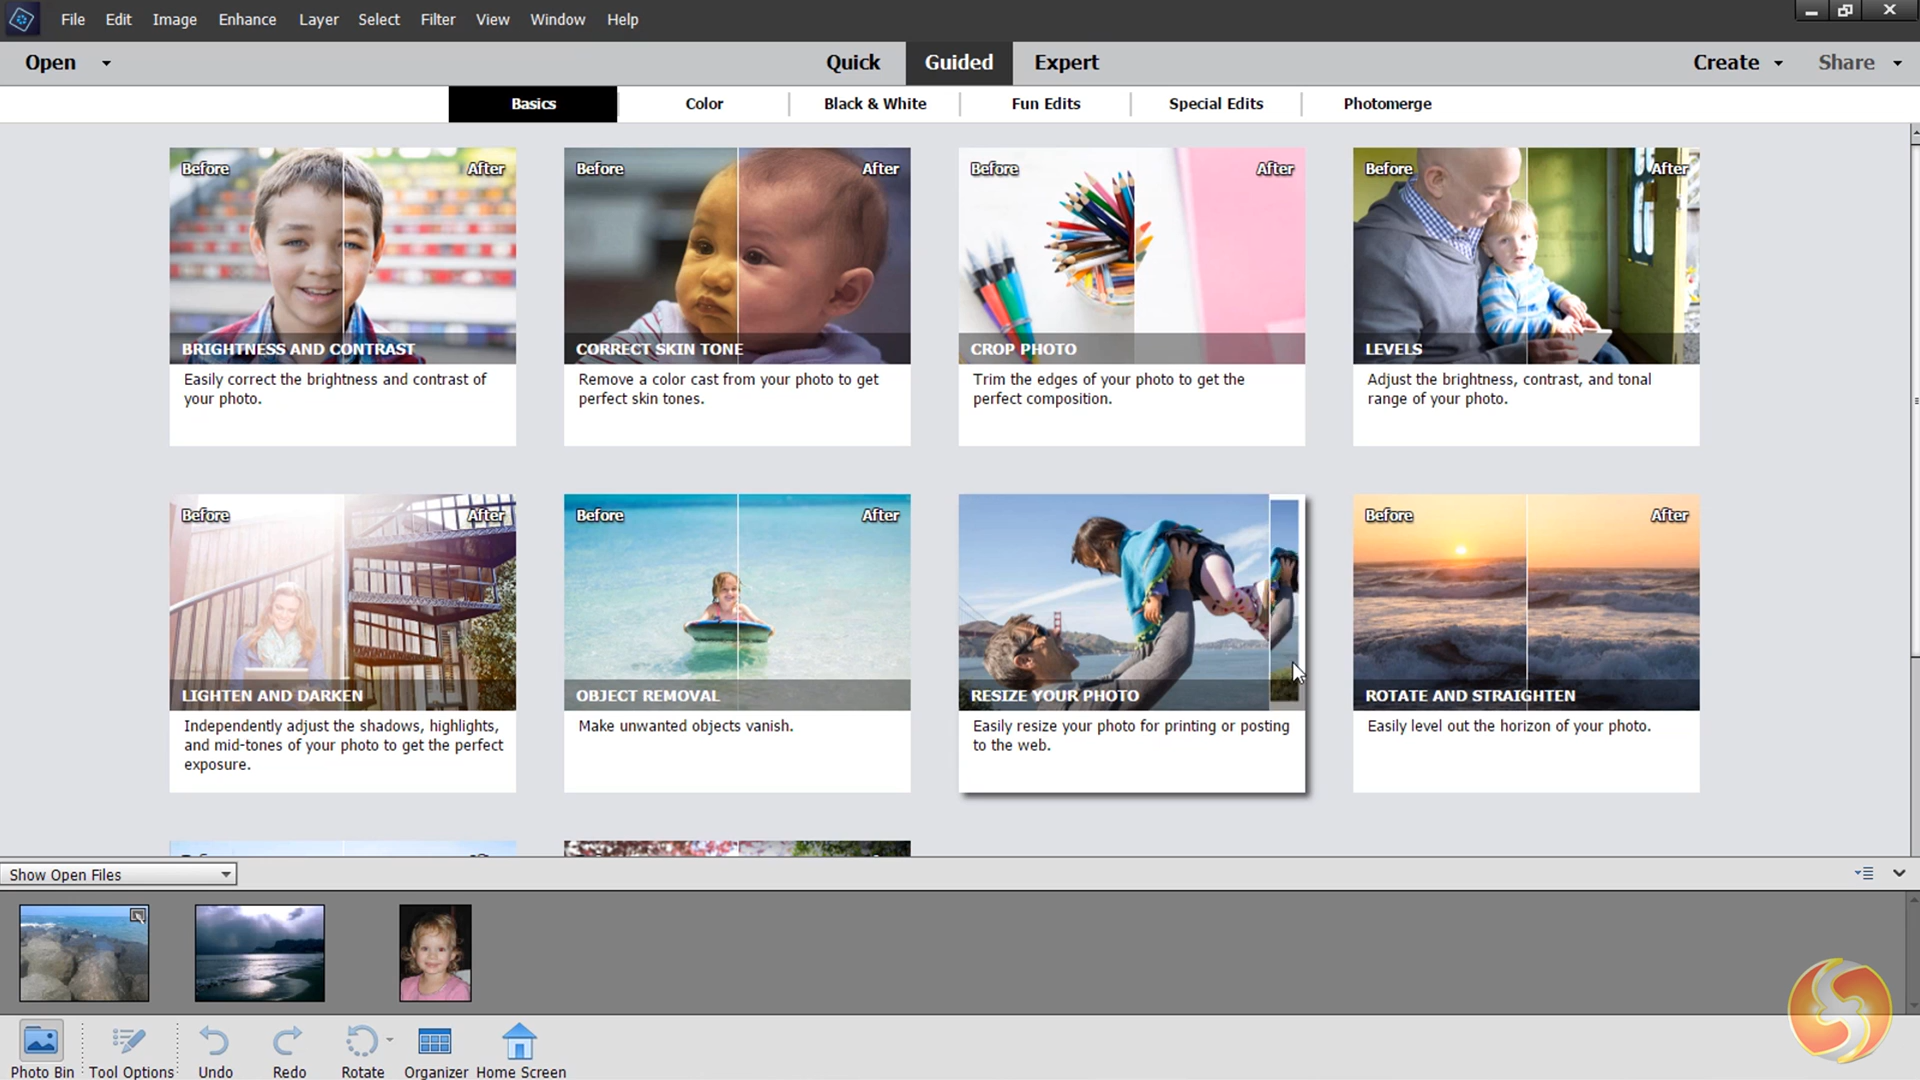 File Edit Image Enhance Layer Select Filter View Window Help
Open Quick Guided Expert Create Share
Basics Color Black & White Fun Edits Special Edits Photomerge
Before After Before After Before After Before After
BRIGHTNESS AND CONTRAST CORRECT SKIN TONE CROP PHOTO LEVELS
Easily correct the brightness and contrast of
your photo.
Remove a color cast from your photo to get
perfect skin tones.
Trim the edges of your photo to get the
perfect composition.
Adjust the brightness, contrast, and tonal
range of your photo.
Before After Before After Before After
LIGHTEN AND DARKEN OBJECT REMOVAL RESIZE YOUR PHOTO ROTATE AND STRAIGHTEN
Independently adjust the shadows, highlights,
and mid-tones of your photo to get the perfect
exposure.
Make unwanted objects vanish.
Easily resize your photo for printing or posting
to the web.
Easily level out the horizon of your photo.
Show Open Files
Photo Bin Tool Options Undo Redo Rotate Organizer Home Screen